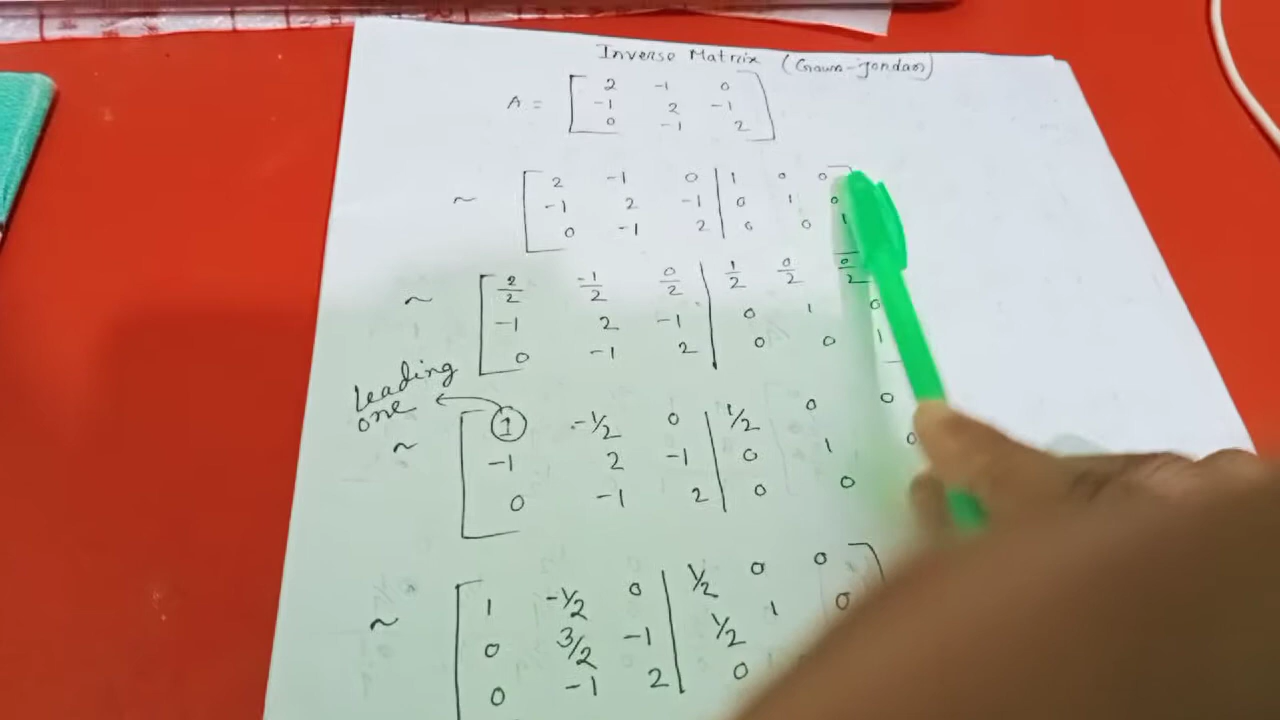 Inverse Matrix (Gauss-Jordan)
A = [ 2 -1 0
-1 2 -1
0 -1 2 ]
~ [ 2 -1 0 | 1 0 0 ]
-1 2 -1 | 0 1 0
0 -1 2 | 0 0 1
~ [ 2/2 -1/2 0/2 | 1/2 0/2 0/2
-1 2 -1 | 0 1 0
0 -1 2 | 0 0 1
Leading
one
~ [ 1 -1/2 0 | 1/2 0 0
-1 2 -1 | 0 1 0
0 -1 2 | 0 0
~ [ 1 -1/2 0 | 1/2 0 0 ]
0 3/2 -1 | 1/2 1 0
0 -1 2 | 0